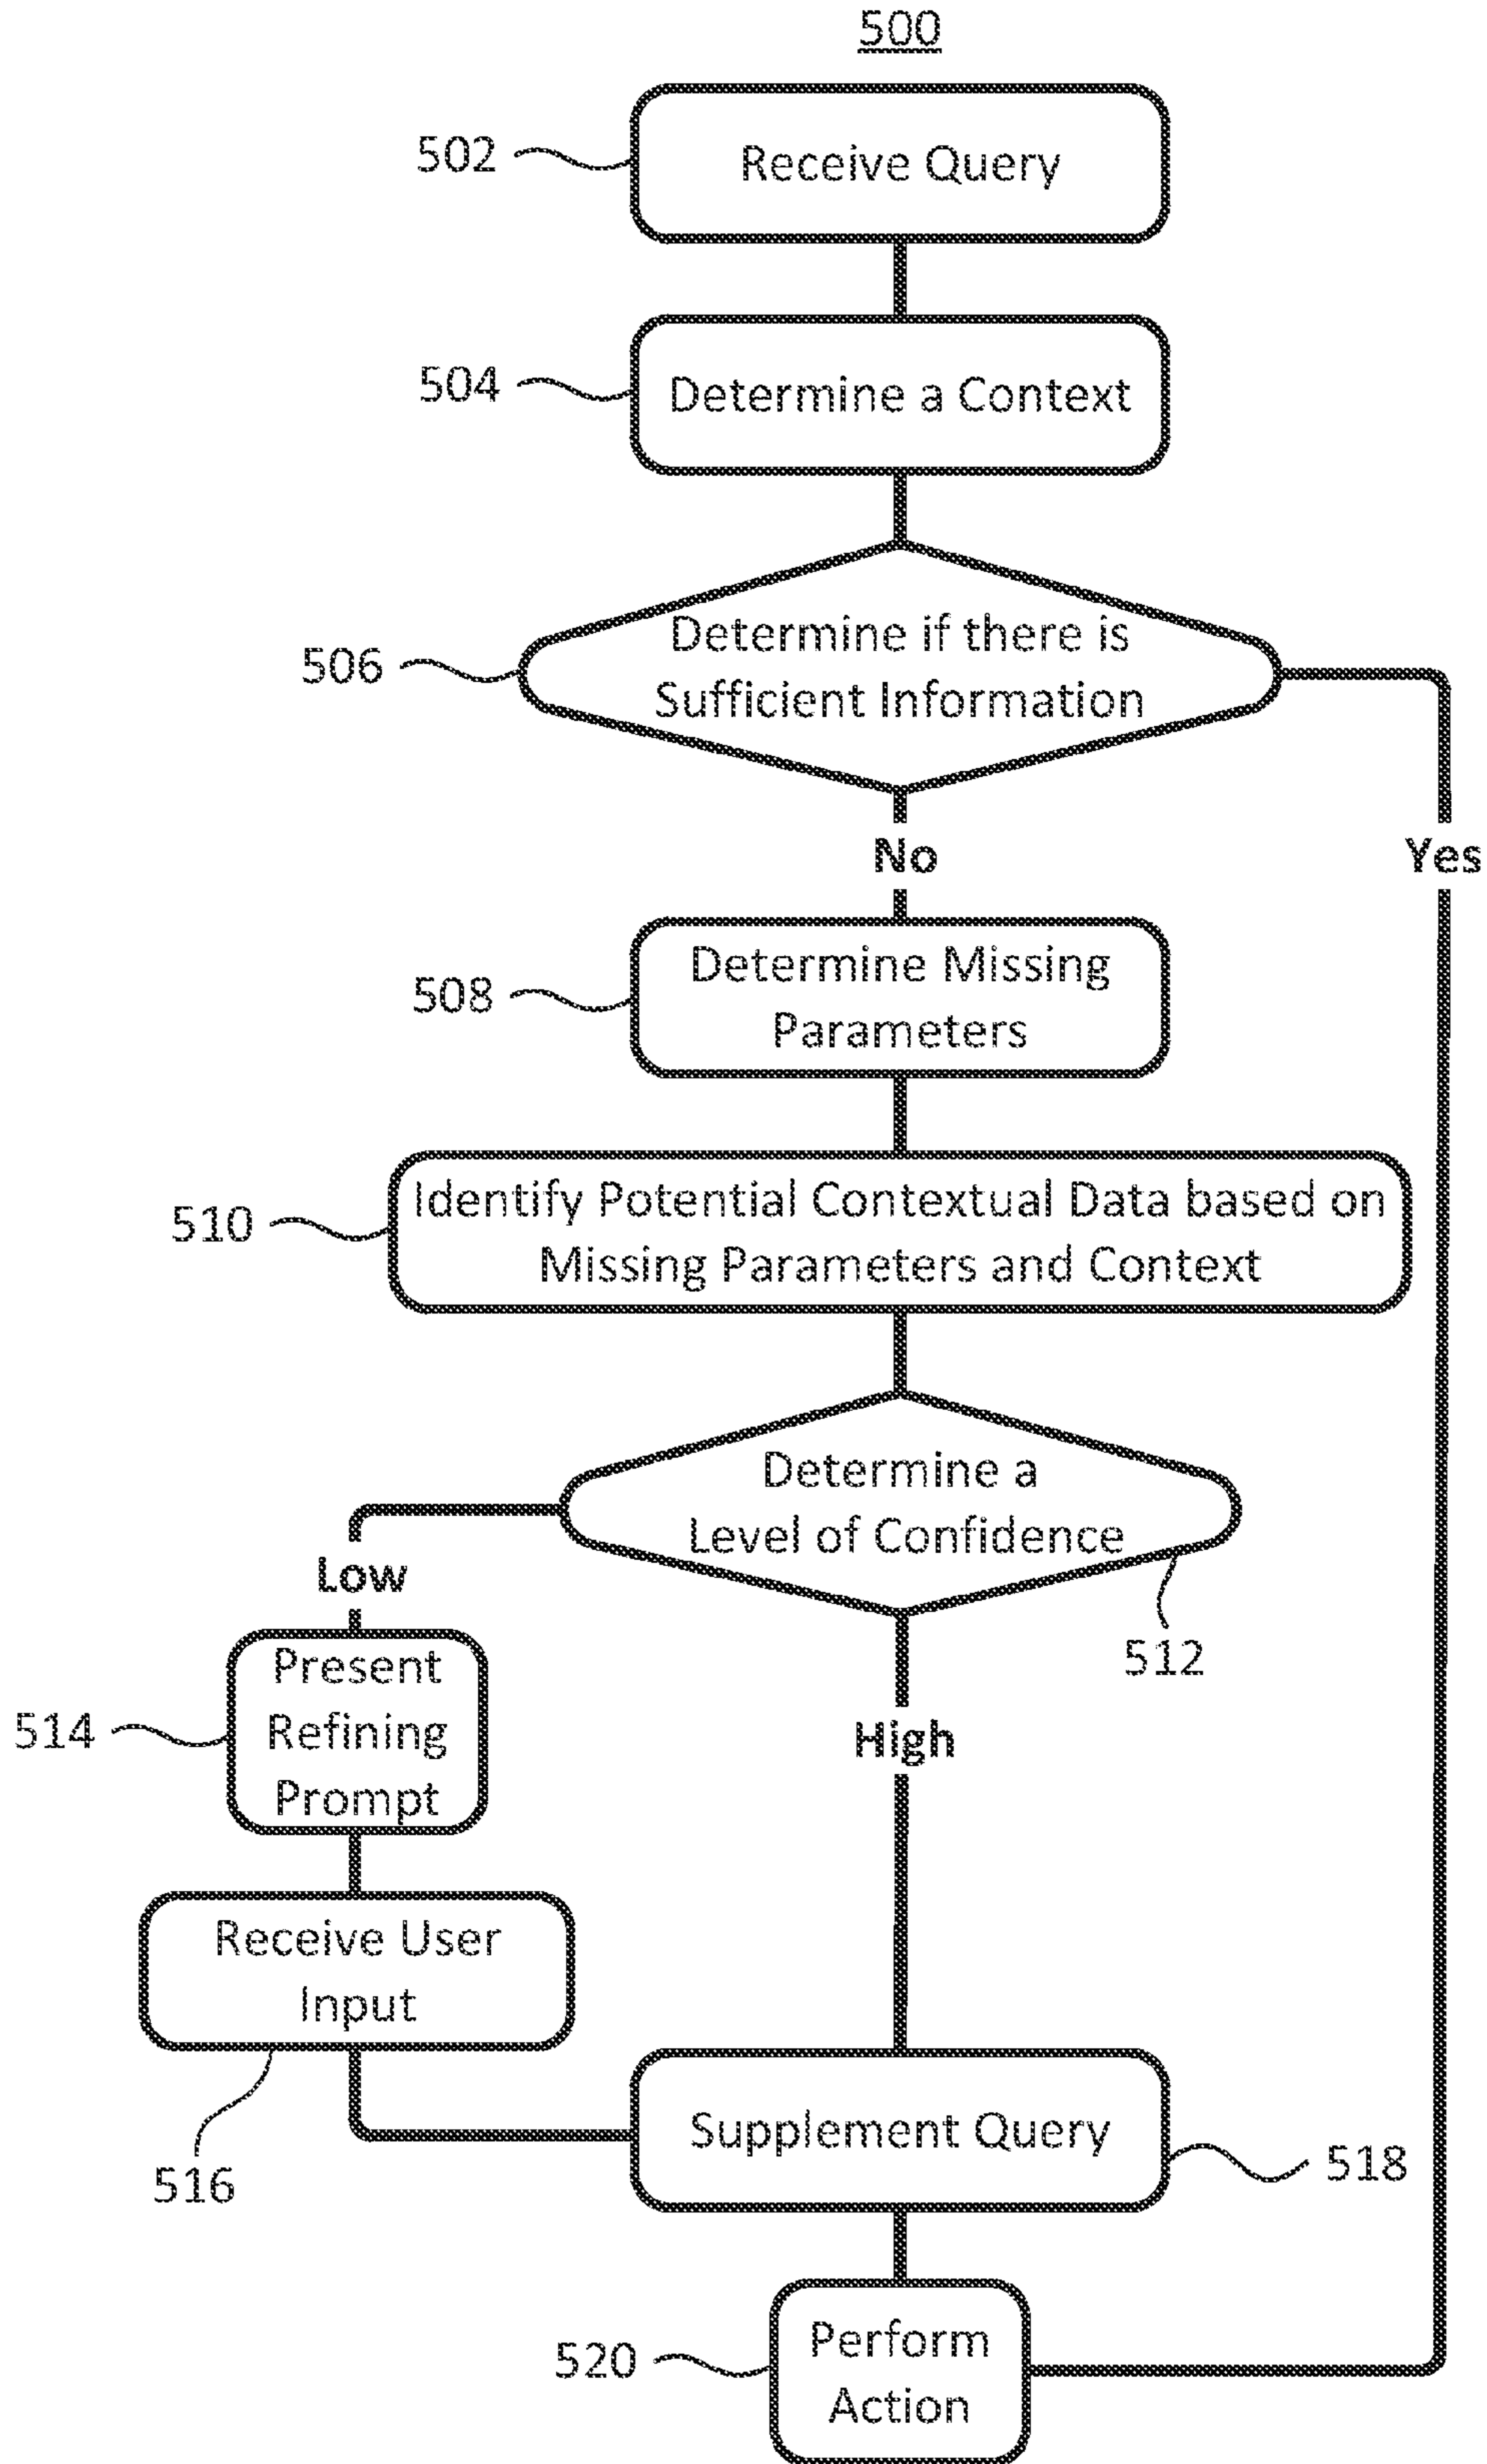 500
502
Receive Query
504
Determine a Context
506
Determine if there is
Sufficient Information
No
Yes
508
Determine Missing
Parameters
510
Identify Potential Contextual Data based on
Missing Parameters and Context
Determine a
Level of Confidence
512
Low
High
514
Present
Refining
Prompt
Receive User
Input
516
Supplement Query
518
520
Perform
Action